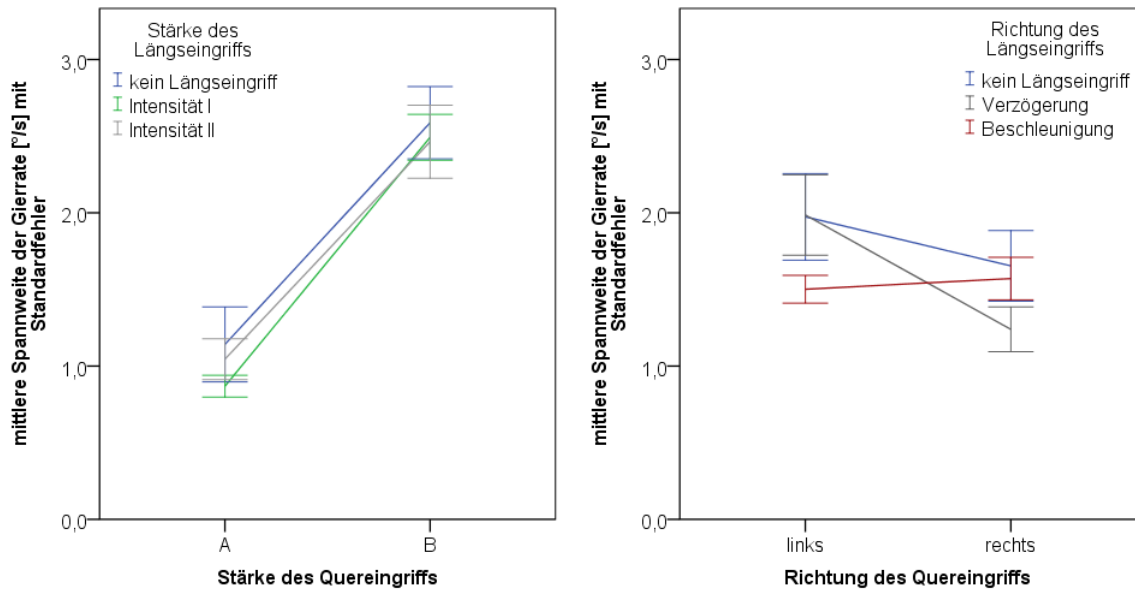 mittlere Spannweite der Gierrate [°/s] mit
Standardfehler
Stärke des
Längseingriffs
kein Längseingriff
Intensität I
Intensität II
3,0
2,0
1,0
0,0
A
B
Stärke des Quereingriffs
mittlere Spannweite der Gierrate [°/s] mit
Standardfehler
Richtung des
Längseingriffs
kein Längseingriff
Verzögerung
Beschleunigung
3,0
2,0
1,0
0,0
links
rechts
Richtung des Quereingriffs